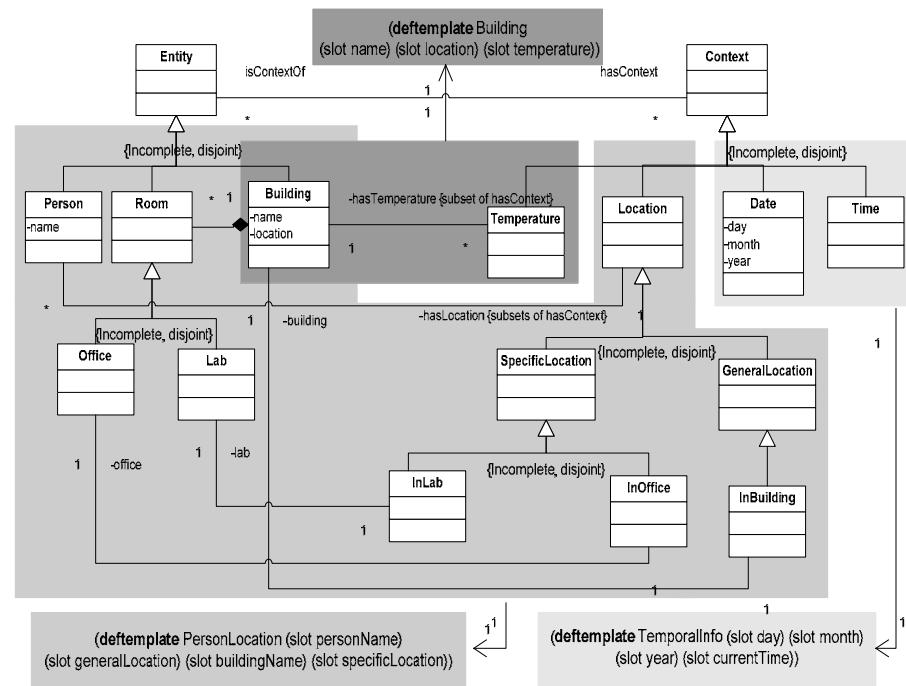 (deftemplate Building
(slot name) (slot location) (slot temperature))
Entity
Context
isContextOf
hasContext
1
1
*
*
{Incomplete, disjoint}
{Incomplete, disjoint}
Person
-name
Room
*
1
Building
-name
-location
-hasTemperature {subset of hasContext}
Temperature
1
*
Location
Date
-day
-month
-year
Time
*
1
-building
-hasLocation {subsets of hasContext}
1
{Incomplete, disjoint}
{Incomplete, disjoint}
1
Office
Lab
SpecificLocation
GeneralLocation
1
-office
1
-lab
{Incomplete, disjoint}
InLab
InOffice
InBuilding
1
1
1
1
1
1
(deftemplate PersonLocation (slot personName)
(slot generalLocation) (slot buildingName) (slot specificLocation))
(deftemplate TemporalInfo (slot day) (slot month)
(slot year) (slot currentTime))